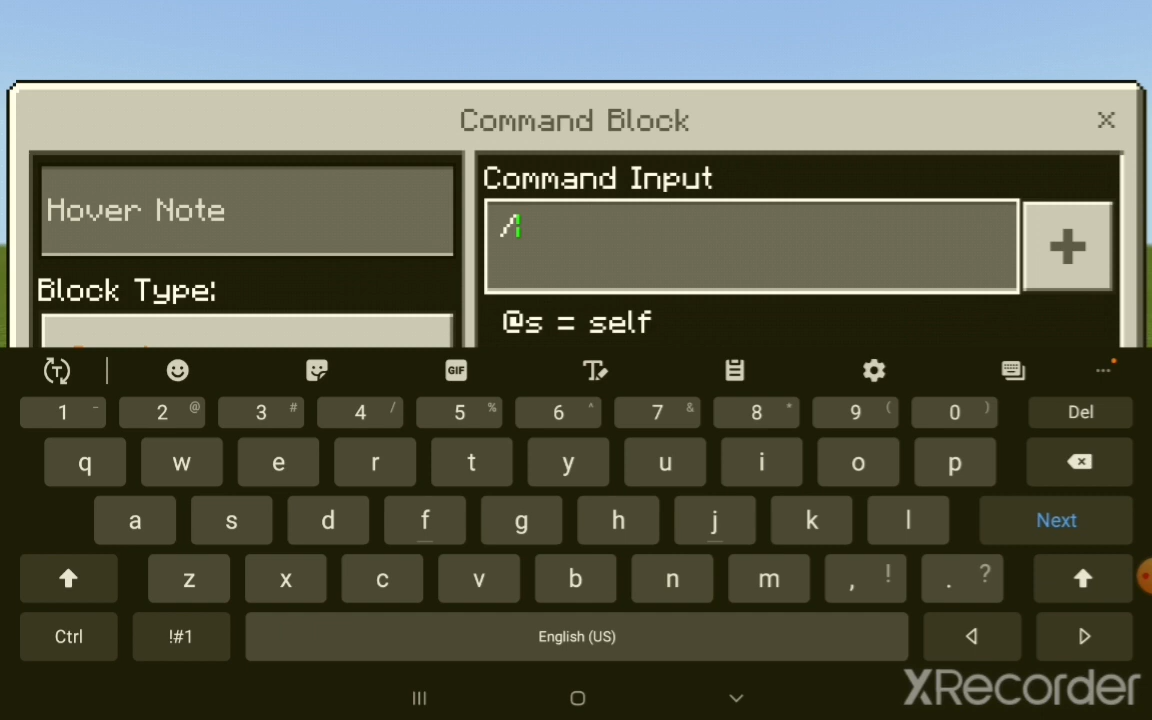 Command Block
Hover Note
Command Input
/
Block Type:
@s = self
T GIF T
1 - 2 @ 3 # 4 / 5 % 6 ^ 7 & 8 * 9 ( 0 ) Del
q w e r t y u i o p
a s d f g h j k l Next
z x c v b n m , ! . ?
Ctrl !#1 English (US)
XRecorder